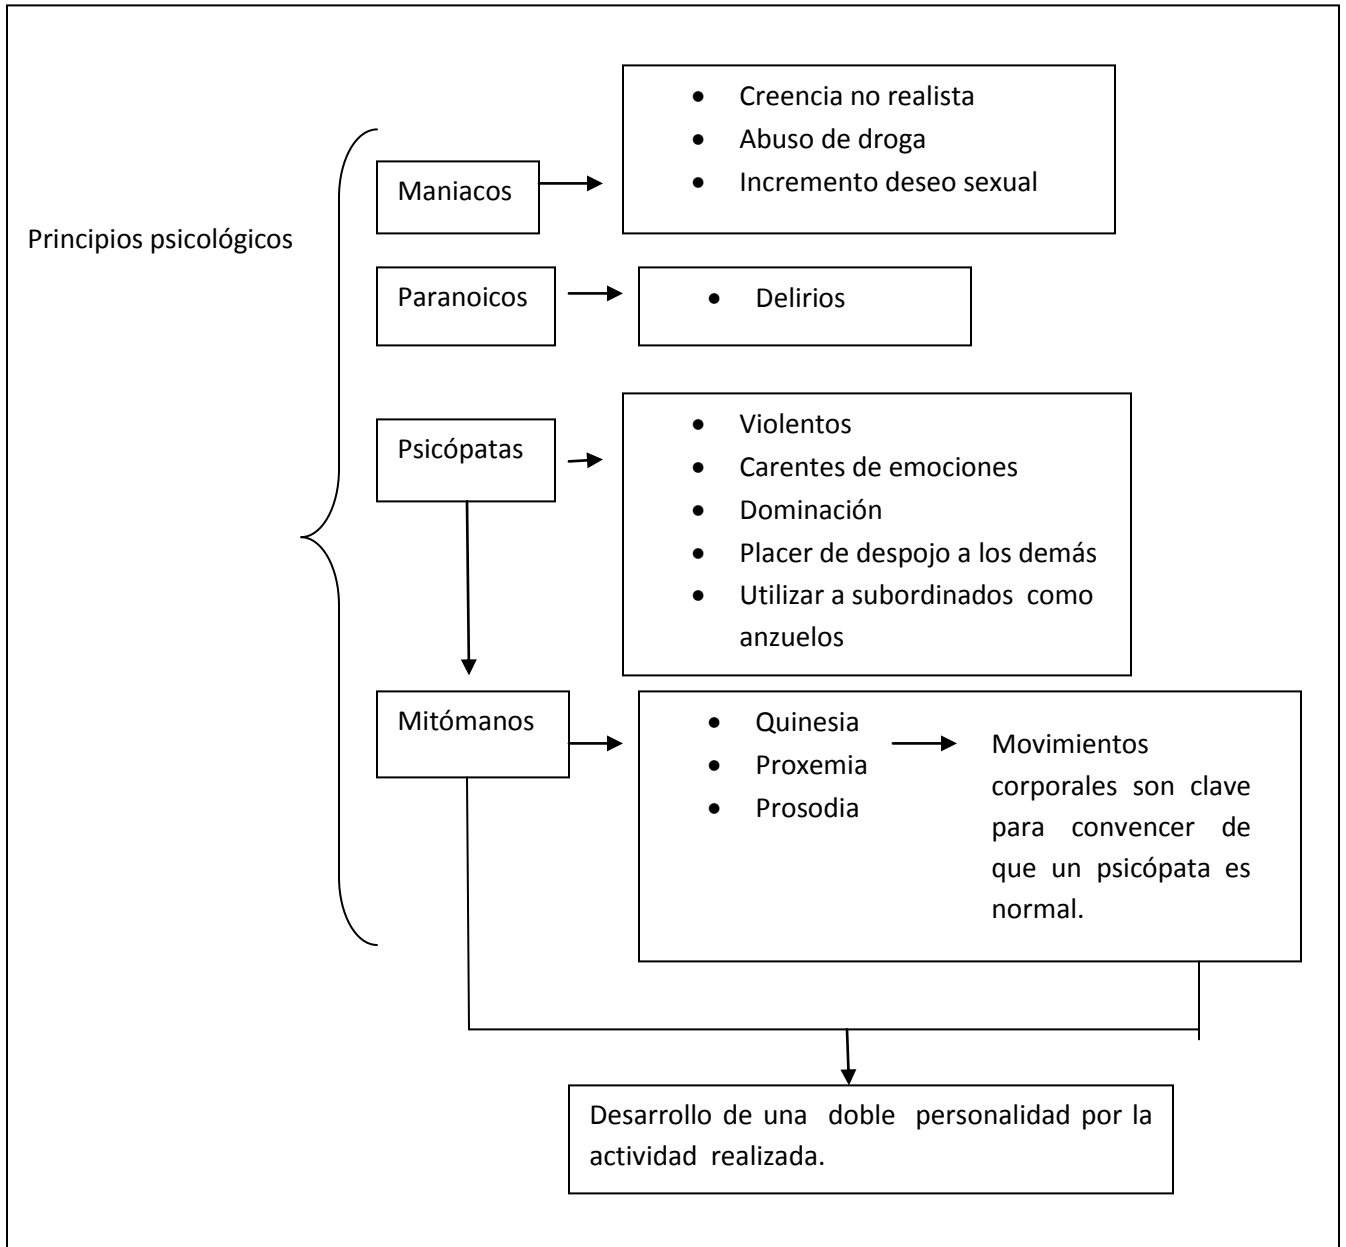 Principios psicológicos
Maniacos
• Creencia no realista
• Abuso de droga
• Incremento deseo sexual
Paranoicos
• Delirios
Psicópatas
• Violentos
• Carentes de emociones
• Dominación
• Placer de despojo a los demás
• Utilizar a subordinados como
anzuelos
Mitómanos
• Quinesia
• Proxemia
• Prosodia
Movimientos
corporales son clave
para convencer de
que un psicópata es
normal.
Desarrollo de una doble personalidad por la
actividad realizada.